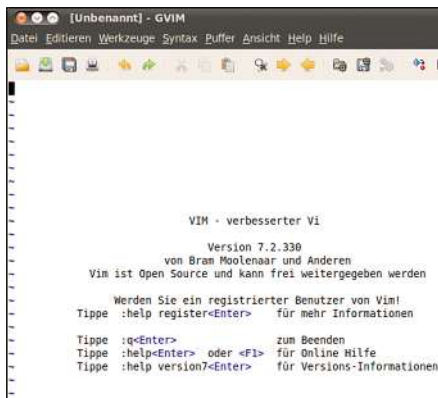 [Unbenannt] - GVIM
Datei Editieren Werkzeuge Syntax Puffer Ansicht Help Hilfe
~
~
~
~
~
~
~
~
~ VIM - verbesserter Vi
~
~ Version 7.2.330
~ von Bram Moolenaar und Anderen
~ Vim ist Open Source und kann frei weitergegeben werden
~
~ Werden Sie ein registrierter Benutzer von Vim!
~ Tippe :help register<Enter> für mehr Informationen
~
~ Tippe :q<Enter> zum Beenden
~ Tippe :help<Enter> oder <F1> für Online Hilfe
~ Tippe :help version7<Enter> für Versions-Informationen
~
~